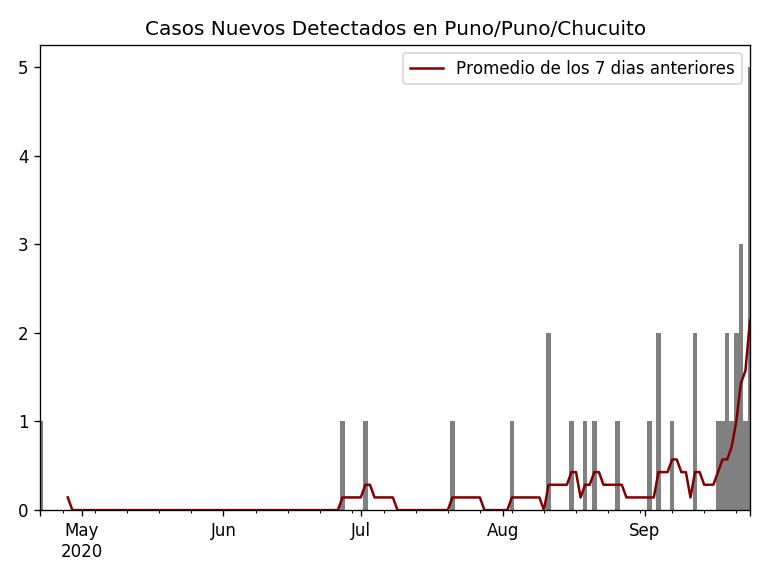 Casos Nuevos Detectados en Puno/Puno/Chucuito
Promedio de los 7 dias anteriores
5
4
3
2
1
0
May Jun Jul Aug Sep
2020